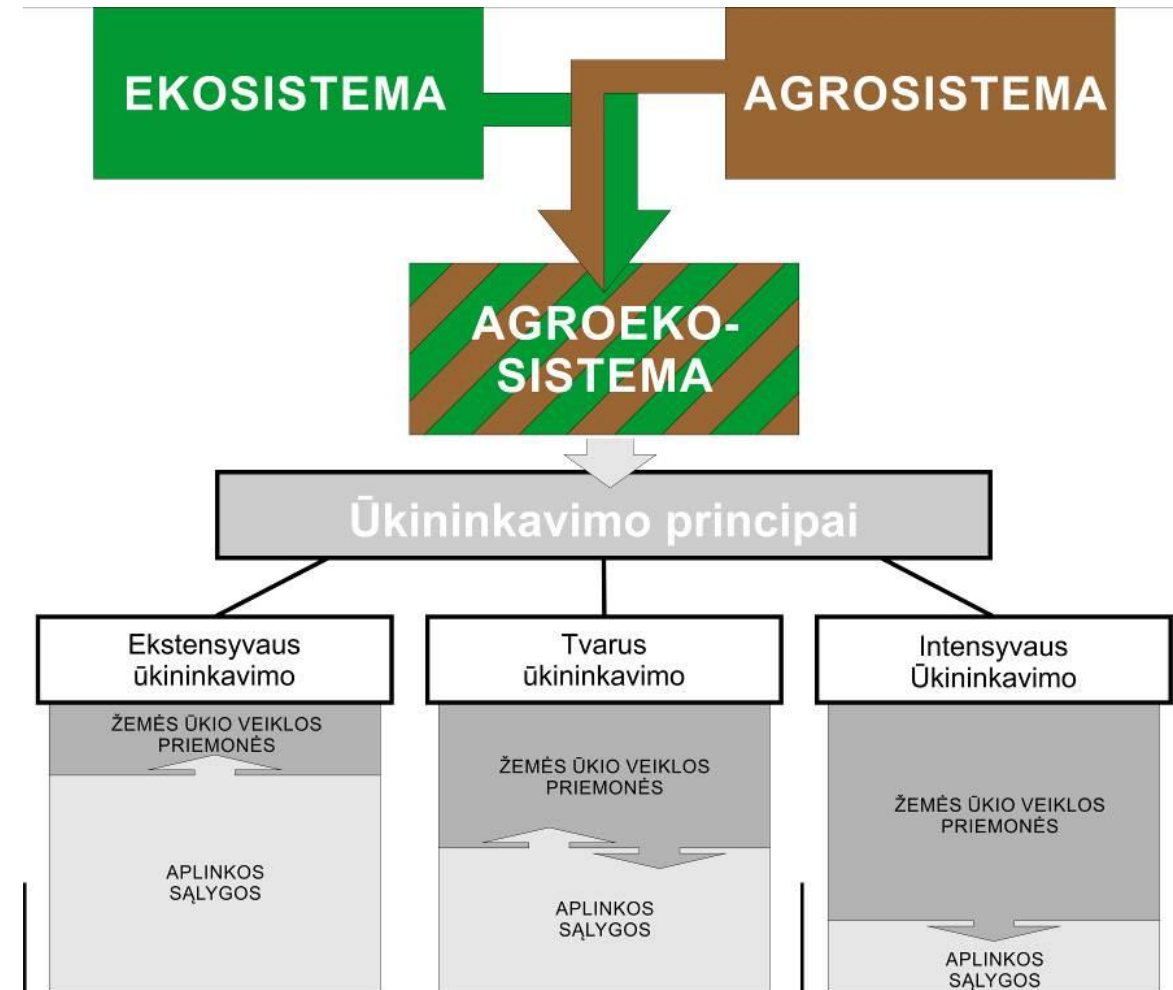 EKOSISTEMA
AGROSISTEMA
AGROEKO-
SISTEMA
Ūkininkavimo principai
Ekstensyvaus
ūkininkavimo
Tvarus
ūkininkavimo
Intensyvaus
Ūkininkavimo
ŽEMĖS ŪKIO VEIKLOS
PRIEMONĖS
APLINKOS
SĄLYGOS
ŽEMĖS ŪKIO VEIKLOS
PRIEMONĖS
APLINKOS
SĄLYGOS
ŽEMĖS ŪKIO VEIKLOS
PRIEMONĖS
APLINKOS
SĄLYGOS